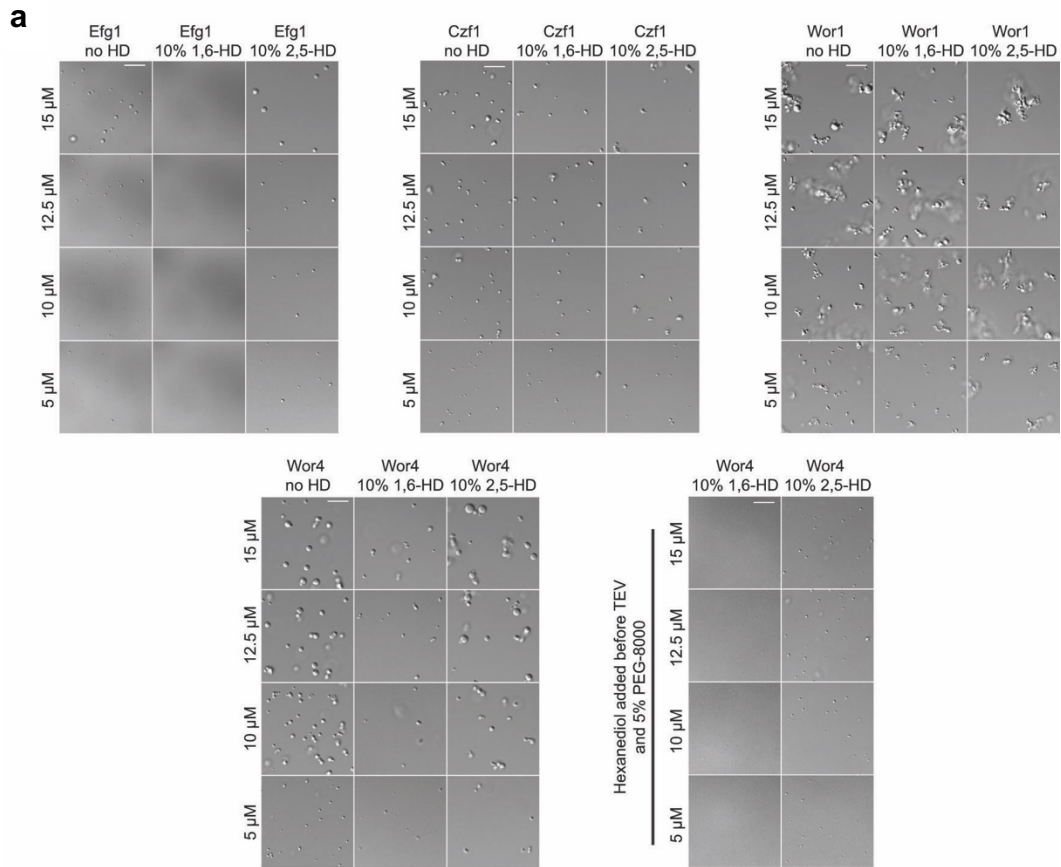 a
Efg1 no HD
Efg1 10% 1,6-HD
Efg1 10% 2,5-HD
15 µM
12.5 µM
10 µM
5 µM
Czf1 no HD
Czf1 10% 1,6-HD
Czf1 10% 2,5-HD
15 µM
12.5 µM
10 µM
5 µM
Wor1 no HD
Wor1 10% 1,6-HD
Wor1 10% 2,5-HD
15 µM
12.5 µM
10 µM
5 µM
Wor4 no HD
Wor4 10% 1,6-HD
Wor4 10% 2,5-HD
15 µM
12.5 µM
10 µM
5 µM
Wor4 10% 1,6-HD
Wor4 10% 2,5-HD
Hexanediol added before TEV
and 5% PEG-8000
15 µM
12.5 µM
10 µM
5 µM